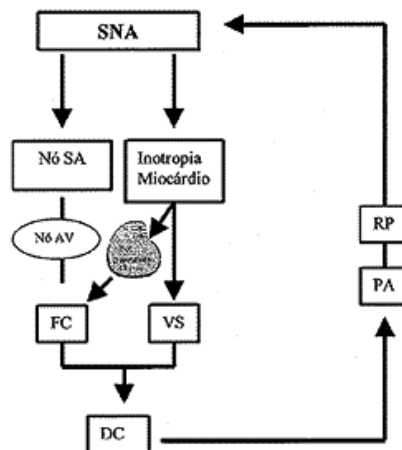 SNA
Nó SA
Inotropia
Miocárdio
Nó AV
RP
PA
FC
VS
DC